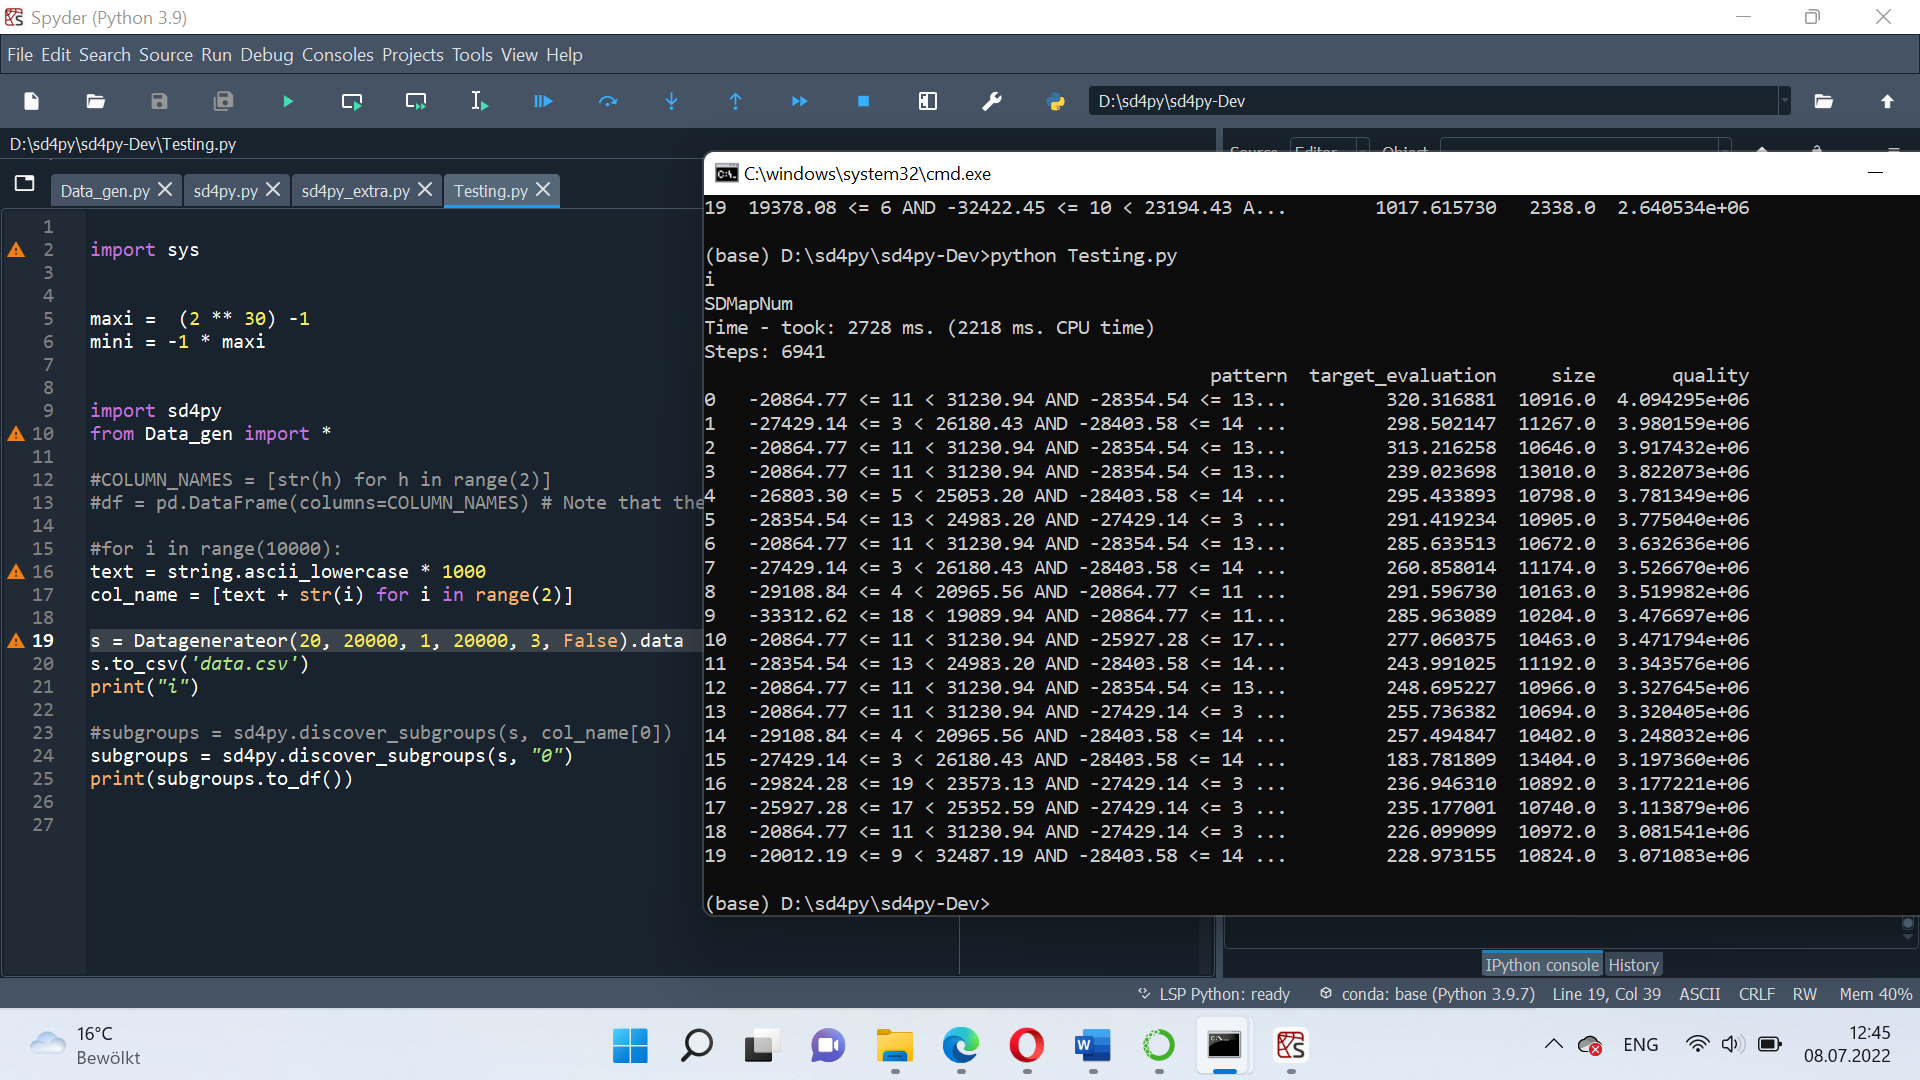 Spyder (Python 3.9)
File Edit Search Source Run Debug Consoles Projects Tools View Help
D:\sd4py\sd4py-Dev
D:\sd4py\sd4py-Dev\Testing.py
Data_gen.py
sd4py.py
sd4py_extra.py
Testing.py
1
2 import sys
3
4
5 maxi =  (2 ** 30) -1
6 mini = -1 * maxi
7
8
9 import sd4py
10 from Data_gen import *
11
12 #COLUMN_NAMES = [str(h) for h in range(2)]
13 #df = pd.DataFrame(columns=COLUMN_NAMES) # Note that the
14
15 #for i in range(10000):
16 text = string.ascii_lowercase * 1000
17 col_name = [text + str(i) for i in range(2)]
18
19 s = Datagenerateor(20, 20000, 1, 20000, 3, False).data
20 s.to_csv('data.csv')
21 print("i")
22
23 #subgroups = sd4py.discover_subgroups(s, col_name[0])
24 subgroups = sd4py.discover_subgroups(s, "0")
25 print(subgroups.to_df())
26
27
Source Editor Object
C:\windows\system32\cmd.exe
19  19378.08 <= 6 AND -32422.45 <= 10 < 23194.43 A...  1017.615730  2338.0  2.640534e+06
(base) D:\sd4py\sd4py-Dev>python Testing.py
i
SDMapNum
Time - took: 2728 ms. (2218 ms. CPU time)
Steps: 6941
pattern  target_evaluation  size  quality
0  -20864.77 <= 11 < 31230.94 AND -28354.54 <= 13...  320.316881  10916.0  4.094295e+06
1  -27429.14 <= 3 < 26180.43 AND -28403.58 <= 14 ...  298.502147  11267.0  3.980159e+06
2  -20864.77 <= 11 < 31230.94 AND -28354.54 <= 13...  313.216258  10646.0  3.917432e+06
3  -20864.77 <= 11 < 31230.94 AND -28354.54 <= 13...  239.023698  13010.0  3.822073e+06
4  -26803.30 <= 5 < 25053.20 AND -28403.58 <= 14 ...  295.433893  10798.0  3.781349e+06
5  -28354.54 <= 13 < 24983.20 AND -27429.14 <= 3 ...  291.419234  10905.0  3.775040e+06
6  -20864.77 <= 11 < 31230.94 AND -28354.54 <= 13...  285.633513  10672.0  3.632636e+06
7  -27429.14 <= 3 < 26180.43 AND -28403.58 <= 14 ...  260.858014  11174.0  3.526670e+06
8  -29108.84 <= 4 < 20965.56 AND -20864.77 <= 11 ...  291.596730  10163.0  3.519982e+06
9  -33312.62 <= 18 < 19089.94 AND -20864.77 <= 11...  285.963089  10204.0  3.476697e+06
10  -20864.77 <= 11 < 31230.94 AND -25927.28 <= 17...  277.060375  10463.0  3.471794e+06
11  -28354.54 <= 13 < 24983.20 AND -28403.58 <= 14...  243.991025  11192.0  3.343576e+06
12  -20864.77 <= 11 < 31230.94 AND -28354.54 <= 13...  248.695227  10966.0  3.327645e+06
13  -20864.77 <= 11 < 31230.94 AND -27429.14 <= 3 ...  255.736382  10694.0  3.320405e+06
14  -29108.84 <= 4 < 20965.56 AND -28403.58 <= 14 ...  257.494847  10402.0  3.248032e+06
15  -27429.14 <= 3 < 26180.43 AND -28403.58 <= 14 ...  183.781809  13404.0  3.197360e+06
16  -29824.28 <= 19 < 23573.13 AND -27429.14 <= 3 ...  236.946310  10892.0  3.177221e+06
17  -25927.28 <= 17 < 25352.59 AND -27429.14 <= 3 ...  235.177001  10740.0  3.113879e+06
18  -20864.77 <= 11 < 31230.94 AND -27429.14 <= 3 ...  226.099099  10972.0  3.081541e+06
19  -20012.19 <= 9 < 32487.19 AND -28403.58 <= 14 ...  228.973155  10824.0  3.071083e+06
(base) D:\sd4py\sd4py-Dev>
IPython console History
LSP Python: ready
conda: base (Python 3.9.7)
Line 19, Col 39
ASCII
CRLF
RW
Mem 40%
16°C
Bewölkt
ENG
12:45
08.07.2022